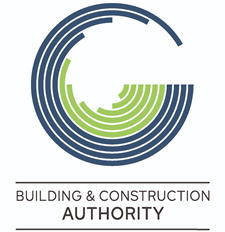 BUILDING & CONSTRUCTION
AUTHORITY